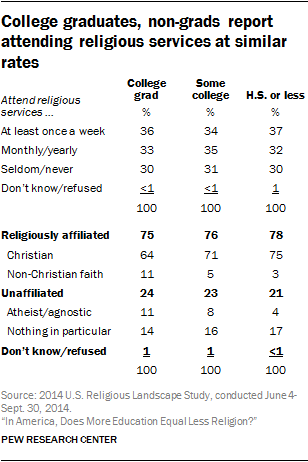 College graduates, non-grads report
attending religious services at similar
rates
Attend religious services … College grad Some college H.S. or less
% % %
At least once a week 36 34 37
Monthly/yearly 33 35 32
Seldom/never 30 31 30
Don’t know/refused <1 <1 1
100 100 100
Religiously affiliated 75 76 78
Christian 64 71 75
Non-Christian faith 11 5 3
Unaffiliated 24 23 21
Atheist/agnostic 11 8 4
Nothing in particular 14 16 17
Don’t know/refused 1 1 <1
100 100 100
Source: 2014 U.S. Religious Landscape Study, conducted June 4-
Sept. 30, 2014.
“In America, Does More Education Equal Less Religion?”
PEW RESEARCH CENTER